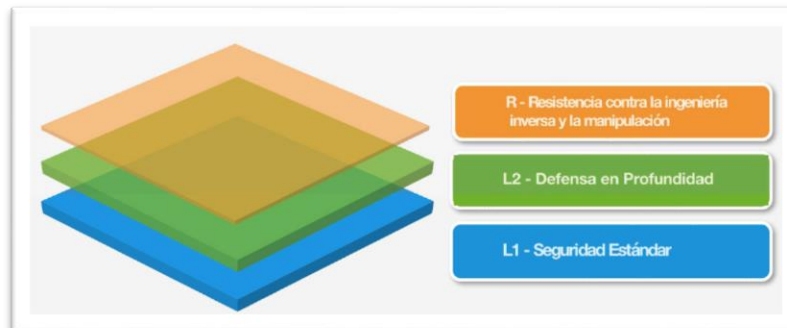 R - Resistencia contra la ingeniería
inversa y la manipulación
L2 - Defensa en Profundidad
L1 - Seguridad Estándar